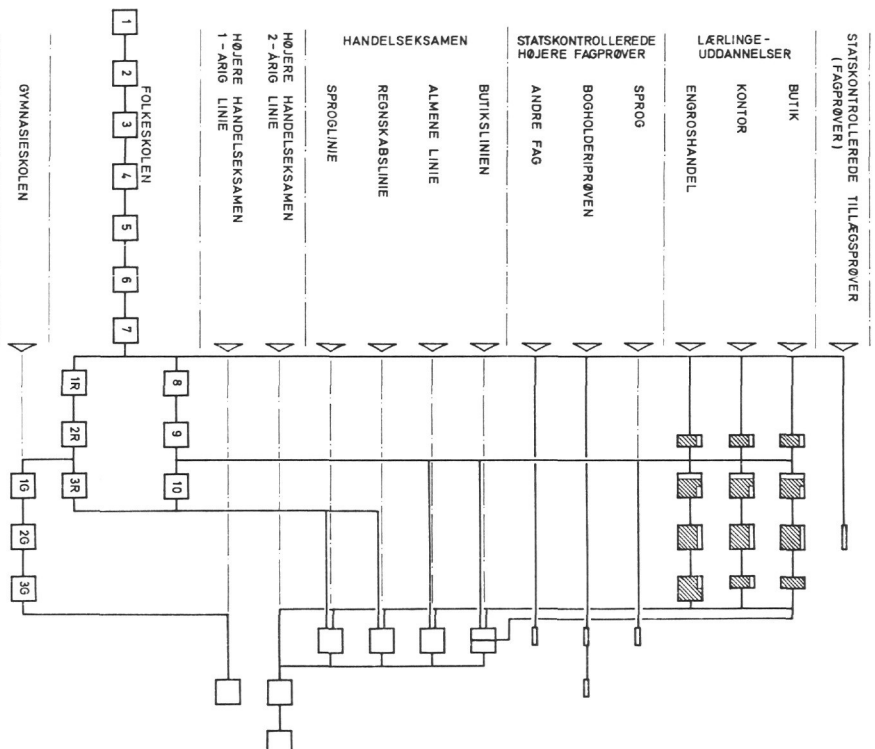 STATSKONTROLLEREDE TILLÆGSPRØVER
(FAGPRØVER)
LÆRLINGE-
UDDANNELSER
BUTIK
KONTOR
ENGROSHANDEL
STATSKONTROLLEREDE
HØJERE FAGPRØVER
SPROG
BOGHOLDERIPRØVEN
ANDRE FAG
HANDELSEKSAMEN
BUTIKSLINIEN
ALMENE LINIE
REGNSKABSLINIE
SPROGLINIE
HØJERE HANDELSEKSAMEN
2-ÅRIG LINIE
HØJERE HANDELSEKSAMEN
1-ÅRIG LINIE
FOLKESKOLEN
8 9 10
1 2 3 4 5 6 7
1R 2R 3R
GYMNASIESKOLEN
1G 2G 3G